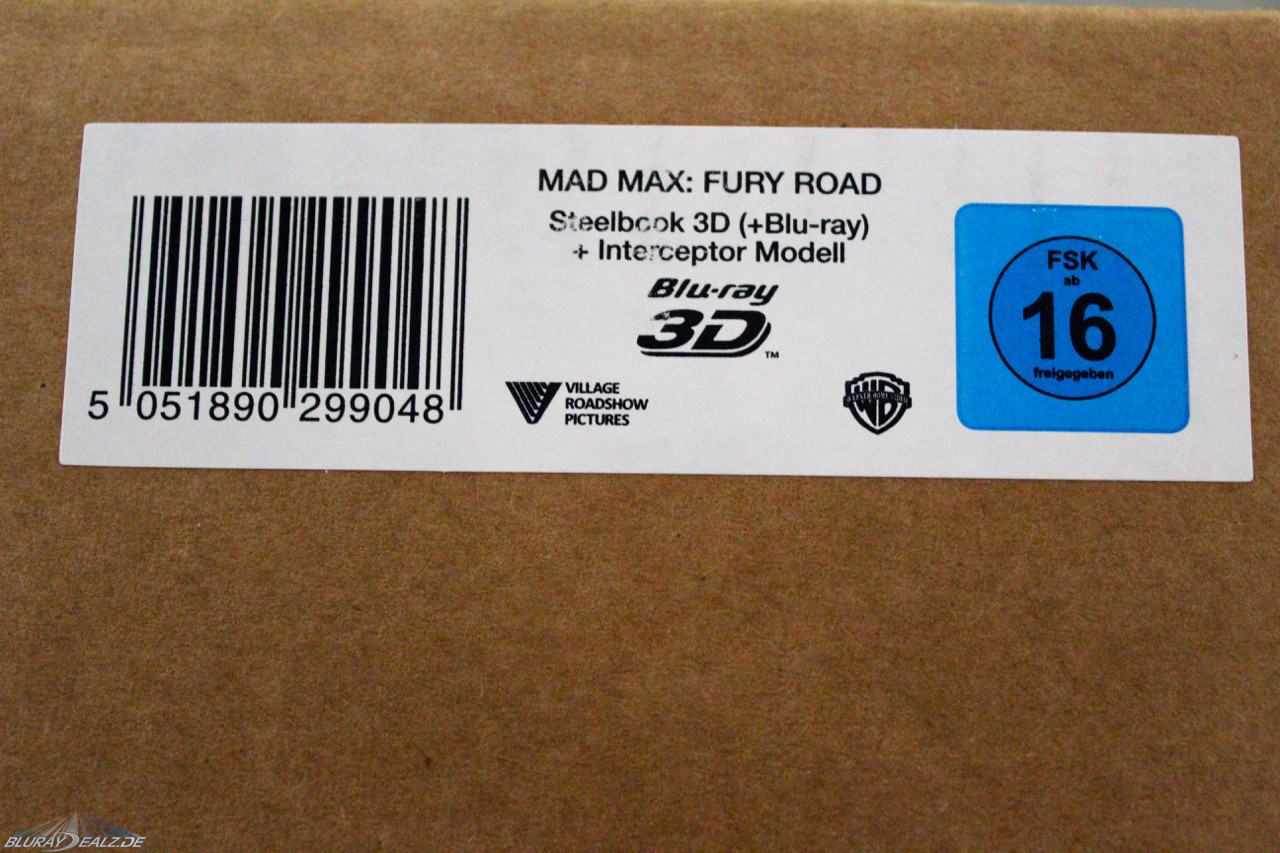 MAD MAX: FURY ROAD
Steelbook 3D (+Blu-ray)
+ Interceptor Modell
Blu-ray
3D™
VILLAGE
ROADSHOW
PICTURES
5 051890 299048
FSK
ab
16
freigegeben
BLURAYDEALZ.DE